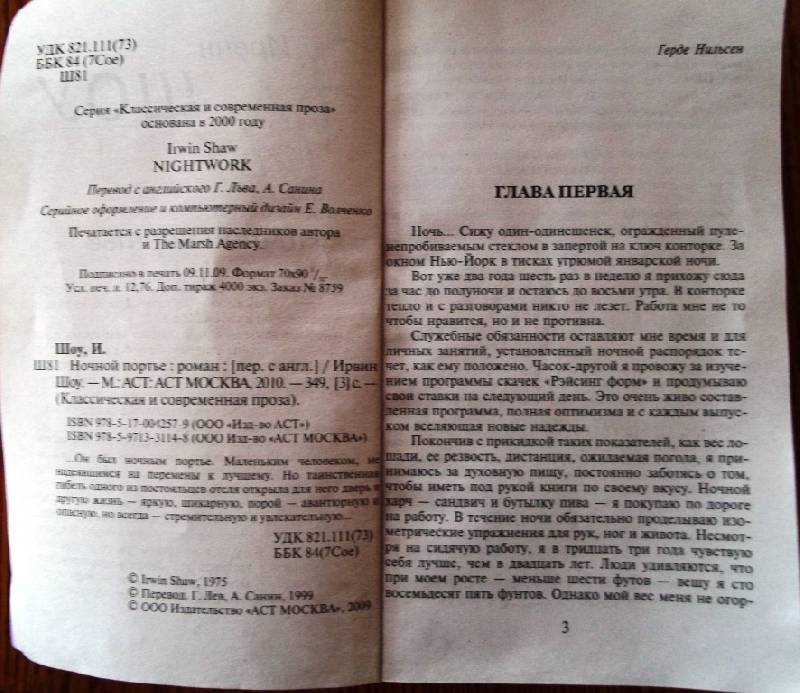 УДК 821.111(73)
ББК 84 (7Сое)
Ш81
Серия «Классическая и современная проза»
основана в 2000 году
Irwin Shaw
NIGHTWORK
Перевод с английского Г. Льва, А. Санина
Серийное оформление и компьютерный дизайн Е. Волченко
Печатается с разрешения наследников автора
и The Marsh Agency.
Подписано в печать 09.11.09. Формат 70х90
Усл. печ. л. 12,76. Доп. тираж 4000 экз. Заказ № 8759
Шоу, И.
Ш81 Ночной портье : роман : [пер. с англ.] / Ирвин
Шоу. — М.: АСТ: АСТ МОСКВА, 2010. — 349, [3] с. —
(Классическая и современная проза).
ISBN 978-5-17-004257-9 (ООО «Изд-во АСТ»)
ISBN 978-5-9713-3114-8 (ООО Изд-во «АСТ МОСКВА»)
...Он был ночным портье. Маленьким человеком, не
надеящимся на перемены к лучшему. Но таинственная
гибель одного из постояльцев отеля открыла для него дверь в
другую жизнь — яркую, шикарную, порой — авантюрную и
опасную, но всегда — стремительную и увлекательную...
УДК 821.111(73)
ББК 84(7Сое)
© Irwin Shaw, 1975
© Перевод. Г. Лев, А. Санин, 1999
© ООО Издательство «АСТ МОСКВА», 2009
Герде Нильсен
ГЛАВА ПЕРВАЯ
Ночь... Сижу один-одинешенек, огражденный пуле-
непробиваемым стеклом в запертой на ключ конторке. За
окном Нью-Йорк в тисках угрюмой январской ночи.
Вот уже два года шесть раз в неделю я прихожу сюда
за час до полуночи и остаюсь до восьми утра. В конторке
тепло и с разговорами никто не лезет. Работа мне не то
чтобы нравится, но и не противна.
Служебные обязанности оставляют мне время и для
личных занятий, установленный ночной распорядок те-
чет, как ему положено. Часок-другой я провожу за изуче-
нием программы скачек «Рэйсинг форм» и продумываю
свои ставки на следующий день. Это очень живо состав-
ленная программа, полная оптимизма и с каждым выпус-
ком вселяющая новые надежды.
Покончив с прикидкой таких показателей, как вес ло-
шади, ее резвость, дистанция, ожидаемая погода, я при-
нимаюсь за духовную пищу, постоянно заботясь о том,
чтобы иметь под рукой книги по своему вкусу. Ночной
харч — сандвич и бутылку пива — я покупаю по дороге
на работу. В течение ночи обязательно проделываю изо-
метрические упражнения для рук, ног и живота. Несмот-
ря на сидячую работу, я в тридцать три года чувствую
себя лучше, чем в двадцать лет. Люди удивляются, что
при моем росте — меньше шести футов — вешу я сто
восемьдесят пять фунтов. Однако мой вес меня не огор-
3